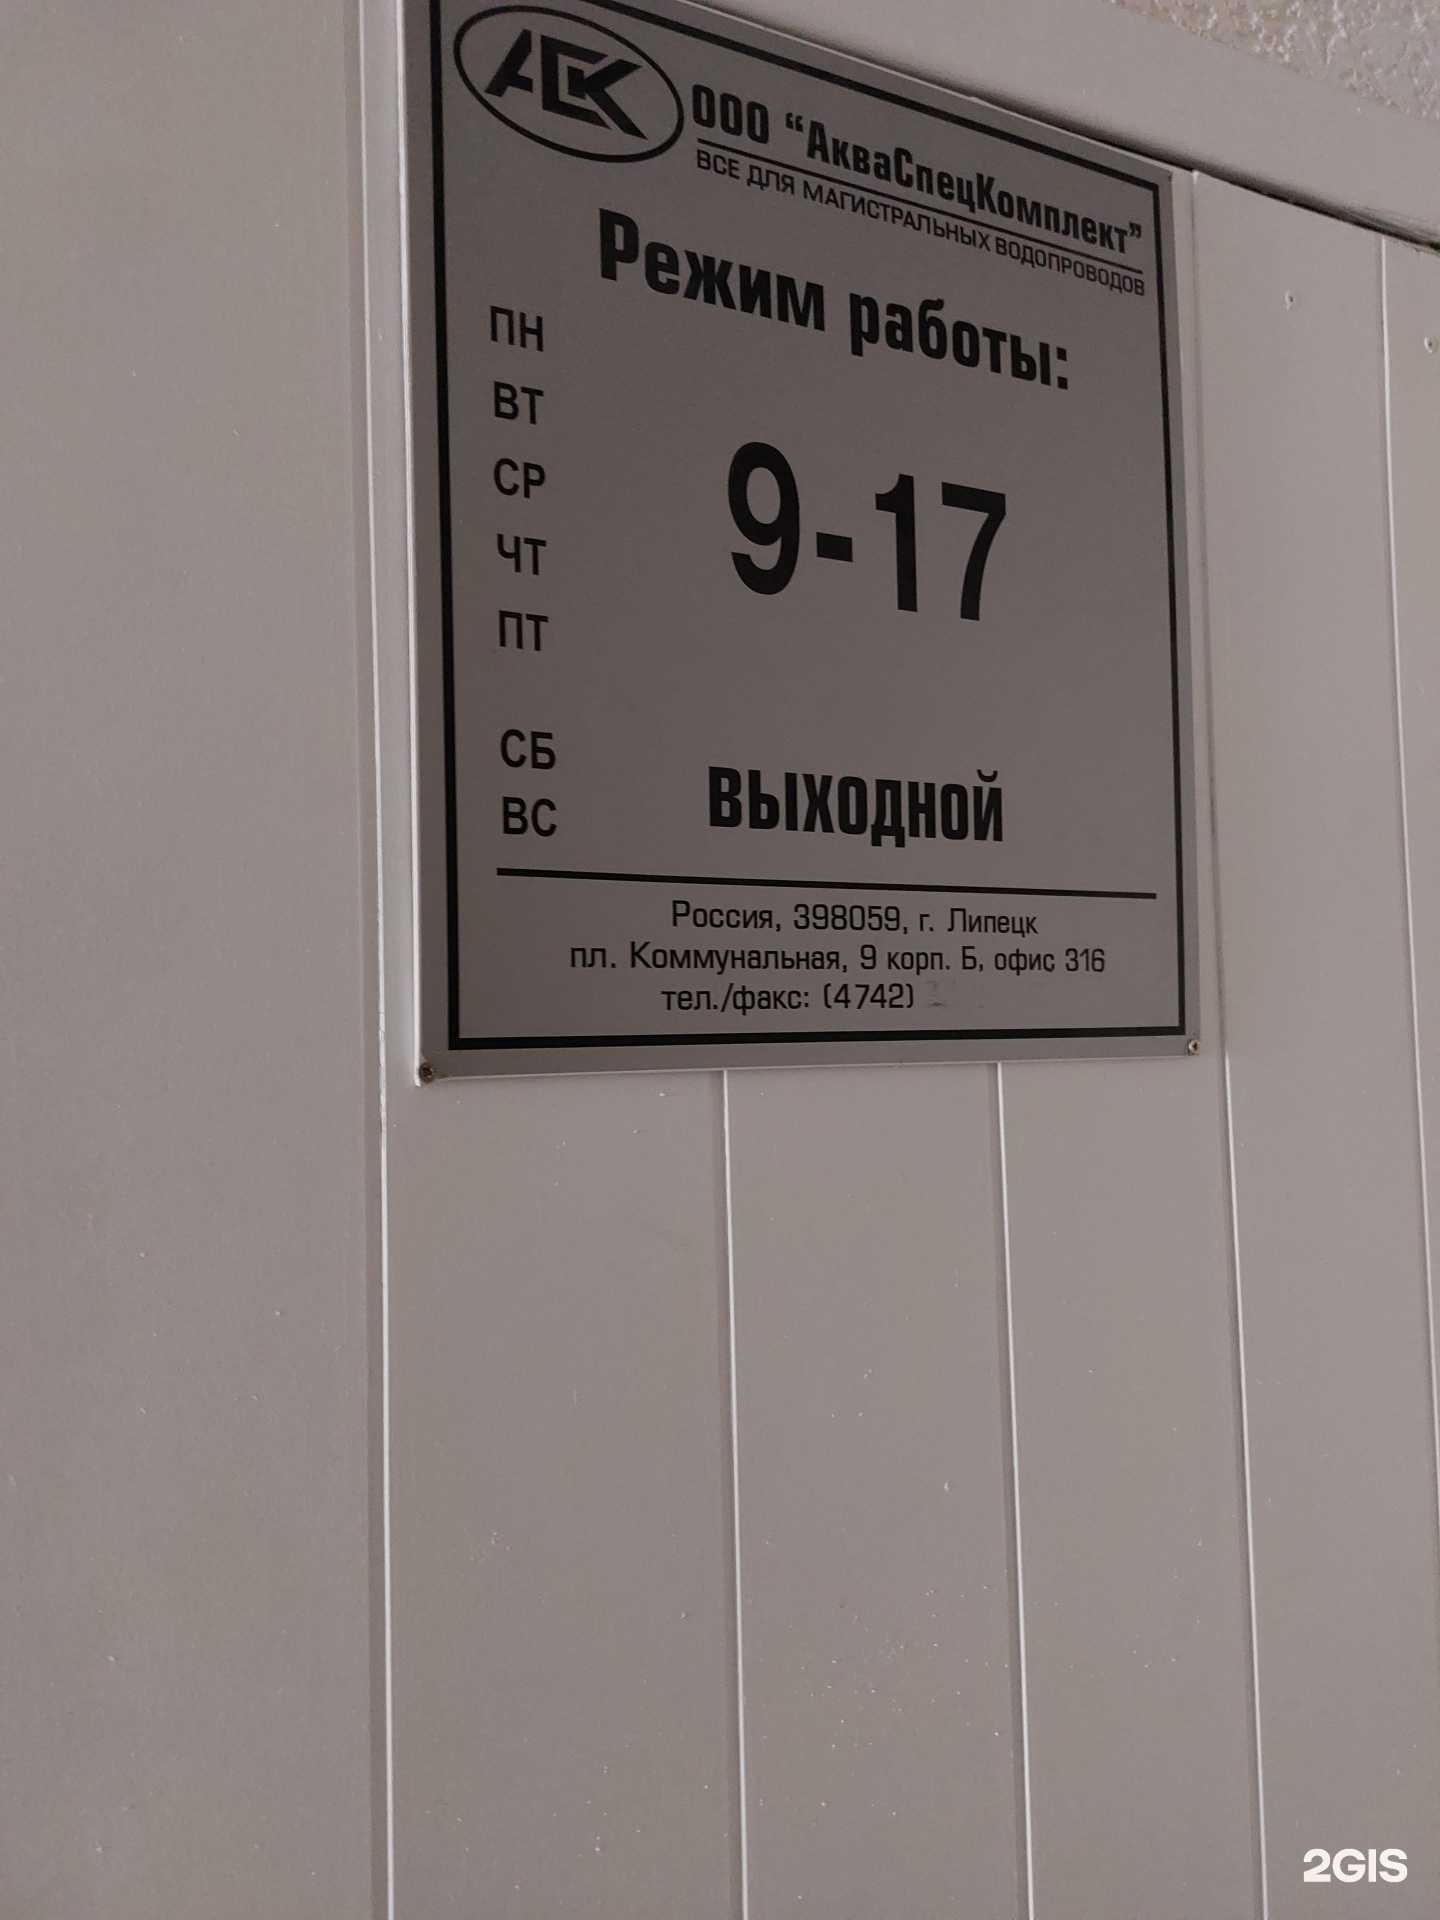 АСК
ООО "АкваСпецКомплект"
ВСЕ ДЛЯ МАГИСТРАЛЬНЫХ ВОДОПРОВОДОВ
Режим работы:
ПН
ВТ
СР
ЧТ
ПТ
9-17
СБ
ВС
ВЫХОДНОЙ
Россия, 398059, г. Липецк
пл. Коммунальная, 9 корп. Б, офис 316
тел./факс: (4742)
2GIS